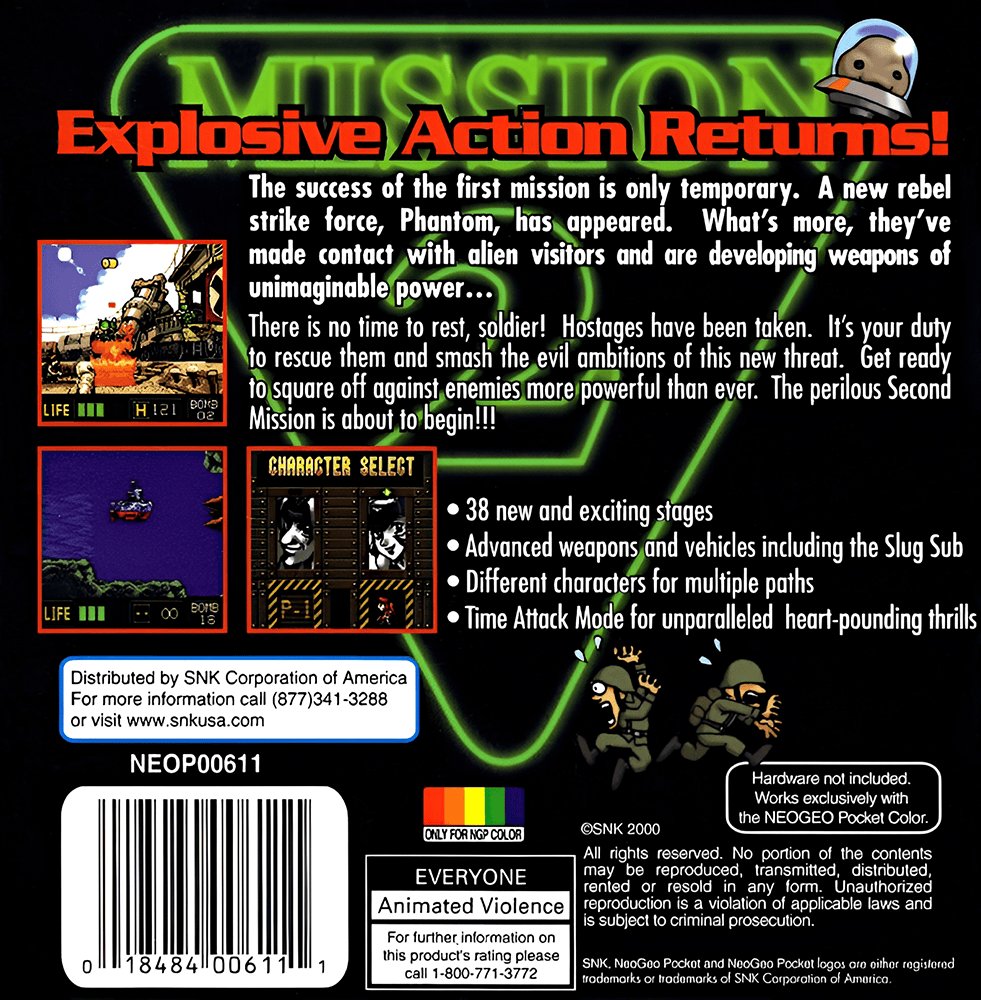 MISSION
2
Explosive Action Returns!
The success of the first mission is only temporary. A new rebel
strike force, Phantom, has appeared. What's more, they've
made contact with alien visitors and are developing weapons of
unimaginable power...
There is no time to rest, soldier! Hostages have been taken. It's your duty
to rescue them and smash the evil ambitions of this new threat. Get ready
to square off against enemies more powerful than ever. The perilous Second
Mission is about to begin!!!
LIFE H 121 BOMB 02
LIFE ∞ BOMB 18
CHARACTER SELECT
P-1
• 38 new and exciting stages
• Advanced weapons and vehicles including the Slug Sub
• Different characters for multiple paths
• Time Attack Mode for unparalleled heart-pounding thrills
Distributed by SNK Corporation of America
For more information call (877)341-3288
or visit www.snkusa.com
NEOP00611
0 18484 00611 1
ONLY FOR NGP COLOR
EVERYONE
Animated Violence
For further information on
this product's rating please
call 1-800-771-3772
Hardware not included.
Works exclusively with
the NEOGEO Pocket Color.
©SNK 2000
All rights reserved. No portion of the contents
may be reproduced, transmitted, distributed,
rented or resold in any form. Unauthorized
reproduction is a violation of applicable laws and
is subject to criminal prosecution.
SNK, NeoGeo Pocket and NeoGeo Pocket logos are either registered
trademarks or trademarks of SNK Corporation of America.